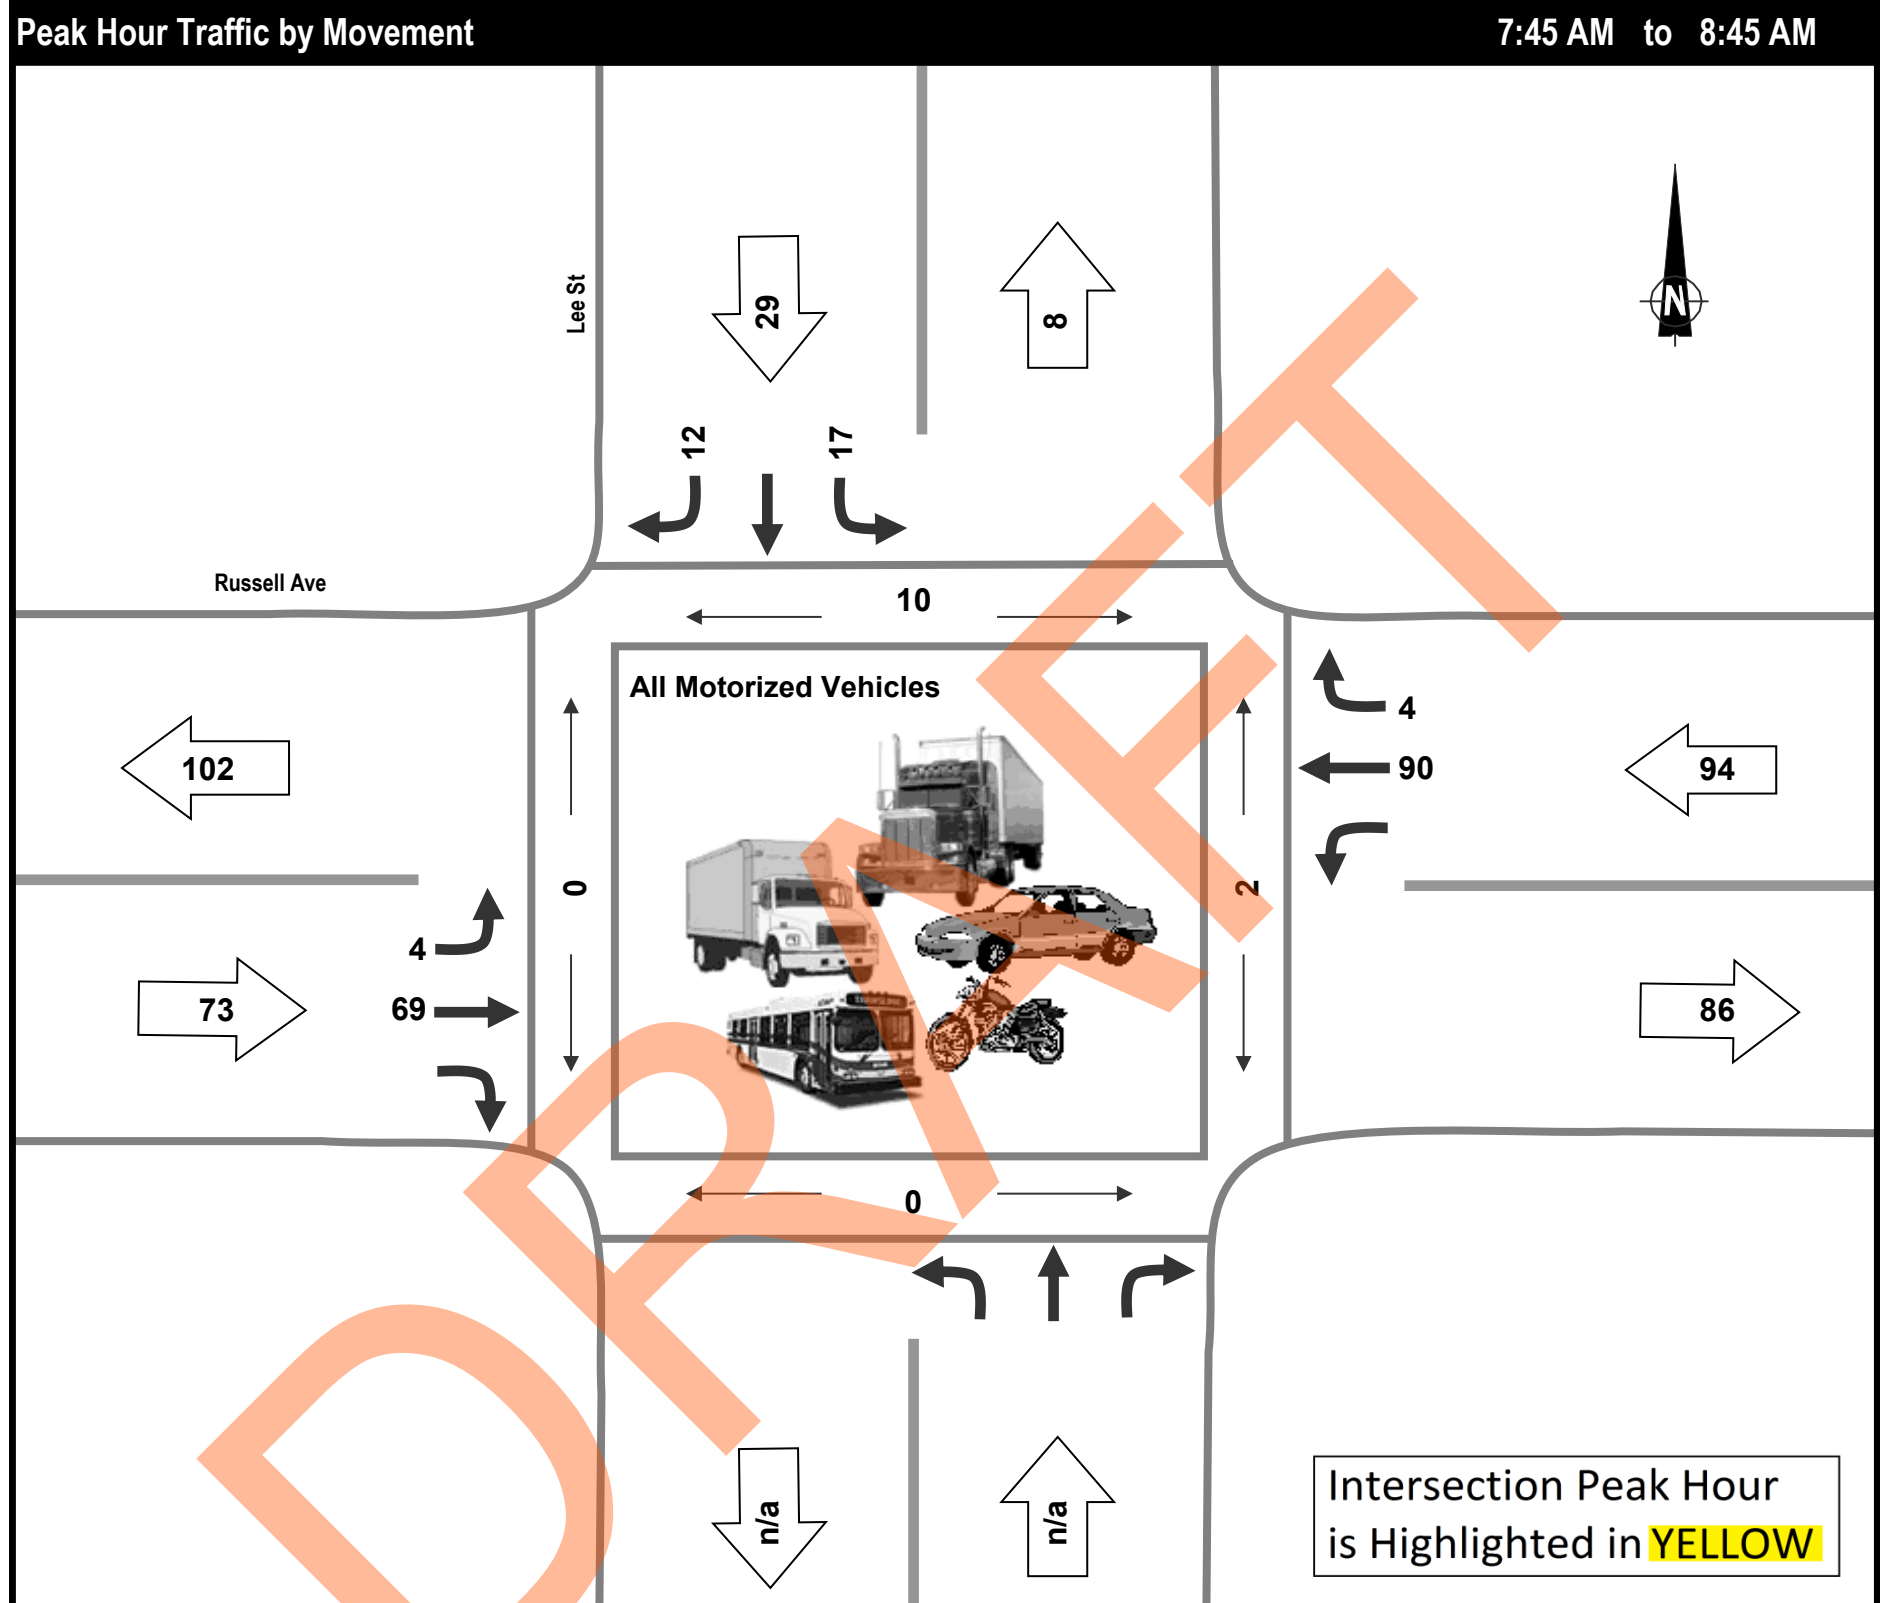 Peak Hour Traffic by Movement 7:45 AM to 8:45 AM
Lee St
29
8
N
12
17
Russell Ave
10
All Motorized Vehicles
4
102
90
94
0
2
4
73
69
86
0
n/a
n/a
Intersection Peak Hour
is Highlighted in YELLOW
DRAFT